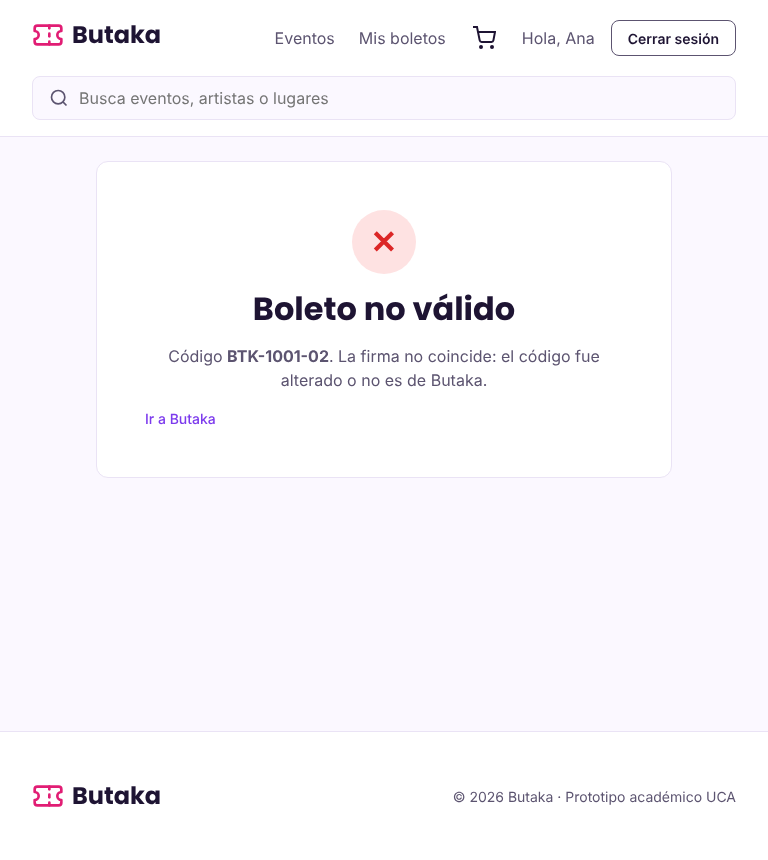 Butaka
Eventos
Mis boletos
Hola, Ana
Cerrar sesión
Busca eventos, artistas o lugares
Boleto no válido
Código BTK-1001-02. La firma no coincide: el código fue
alterado o no es de Butaka.
Ir a Butaka
Butaka
© 2026 Butaka · Prototipo académico UCA